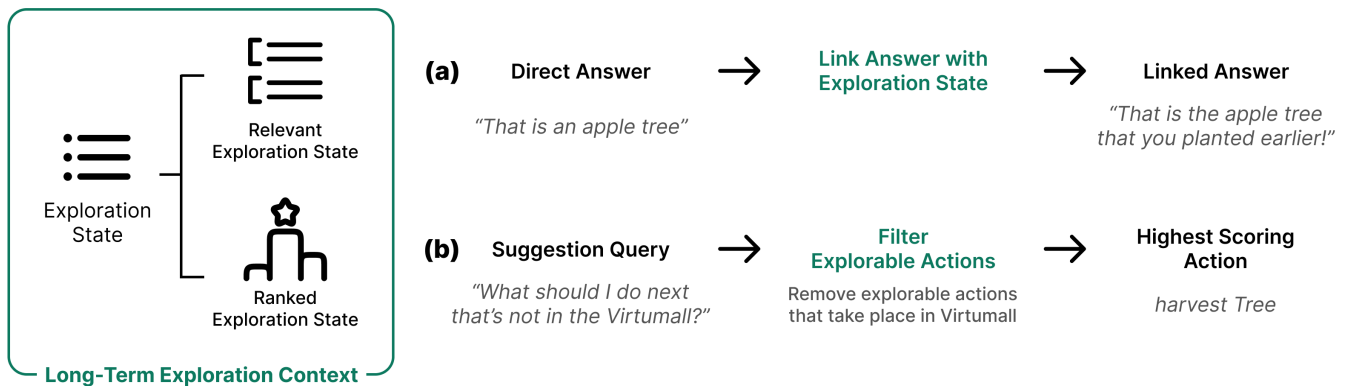 Relevant
Exploration State
Exploration
State
Ranked
Exploration State
Long-Term Exploration Context
(a)
Direct Answer
“That is an apple tree”
Link Answer with
Exploration State
Linked Answer
“That is the apple tree
that you planted earlier!”
(b)
Suggestion Query
“What should I do next
that’s not in the Virtumall?”
Filter
Explorable Actions
Remove explorable actions
that take place in Virtumall
Highest Scoring
Action
harvest Tree